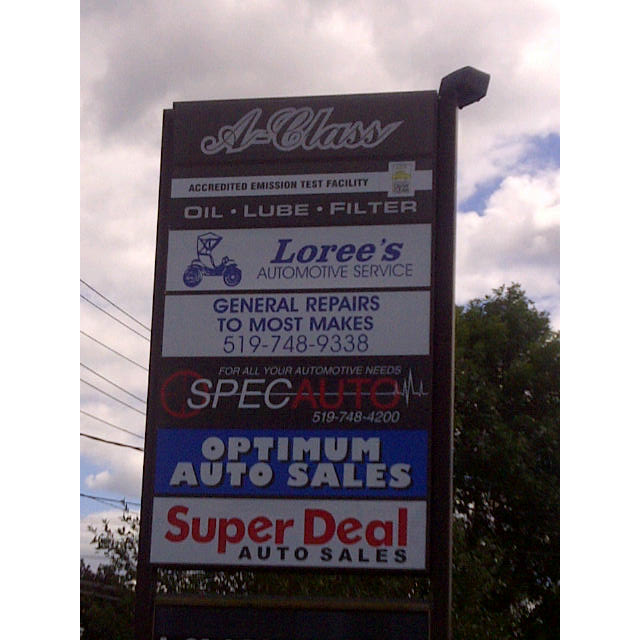 A-Class
ACCREDITED EMISSION TEST FACILITY
OIL • LUBE • FILTER
Loree's
AUTOMOTIVE SERVICE
GENERAL REPAIRS
TO MOST MAKES
519-748-9338
FOR ALL YOUR AUTOMOTIVE NEEDS
SPECAUTO
519-748-4200
OPTIMUM
AUTO SALES
Super Deal
AUTO SALES